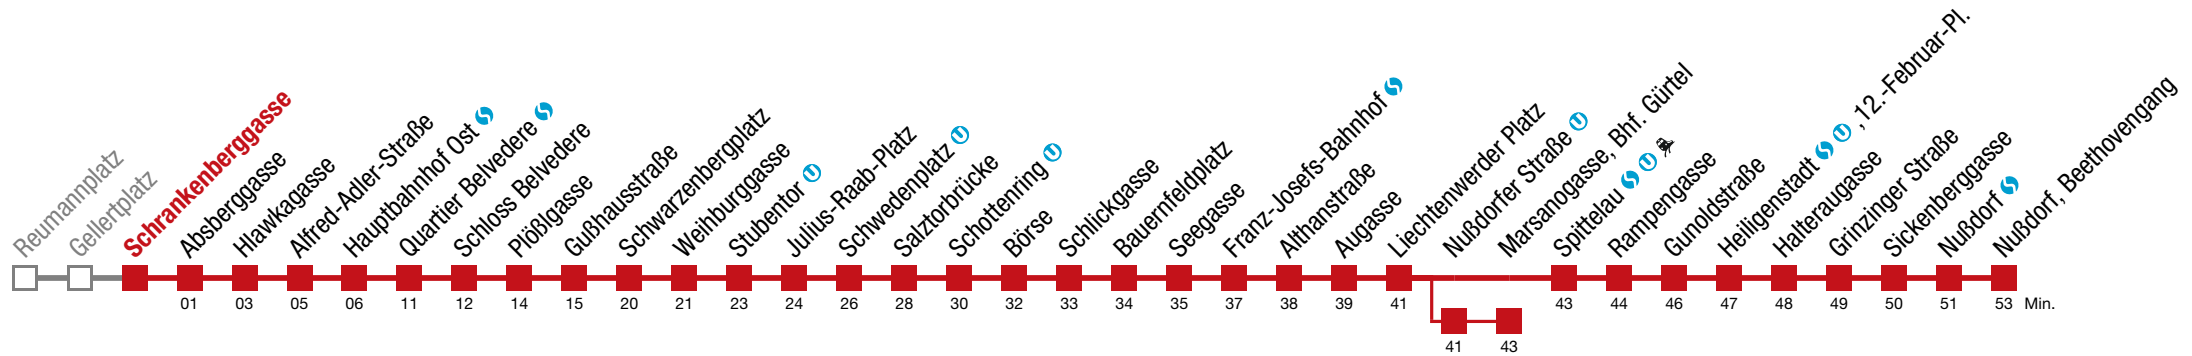 Reumannplatz
Gellertplatz
Schrankenberggasse
Absberggasse
Hlawkagasse
Alfred-Adler-Straße
Hauptbahnhof Ost
Quartier Belvedere
Schloss Belvedere
Plößlgasse
Gußhausstraße
Schwarzenbergplatz
Weihburggasse
Stubentor U
Julius-Raab-Platz
Schwedenplatz U
Salztorbrücke
Schottenring U
Börse
Schlickgasse
Bauernfeldplatz
Seegasse
Franz-Josefs-Bahnhof
Althanstraße
Augasse
Liechtenwerder Platz
Nußdorfer Straße U
Marsanogasse, Bhf. Gürtel
Spittelau U
Rampengasse
Gunoldstraße
Heiligenstadt U , 12.-Februar-Pl.
Halteraugasse
Grinzinger Straße
Sickenberggasse
Nußdorf
Nußdorf, Beethovengang
01 03 05 06 11 12 14 15 20 21 23 24 26 28 30 32 33 34 35 37 38 39 41 43 44 46 47 48 49 50 51 53 Min.
41 43